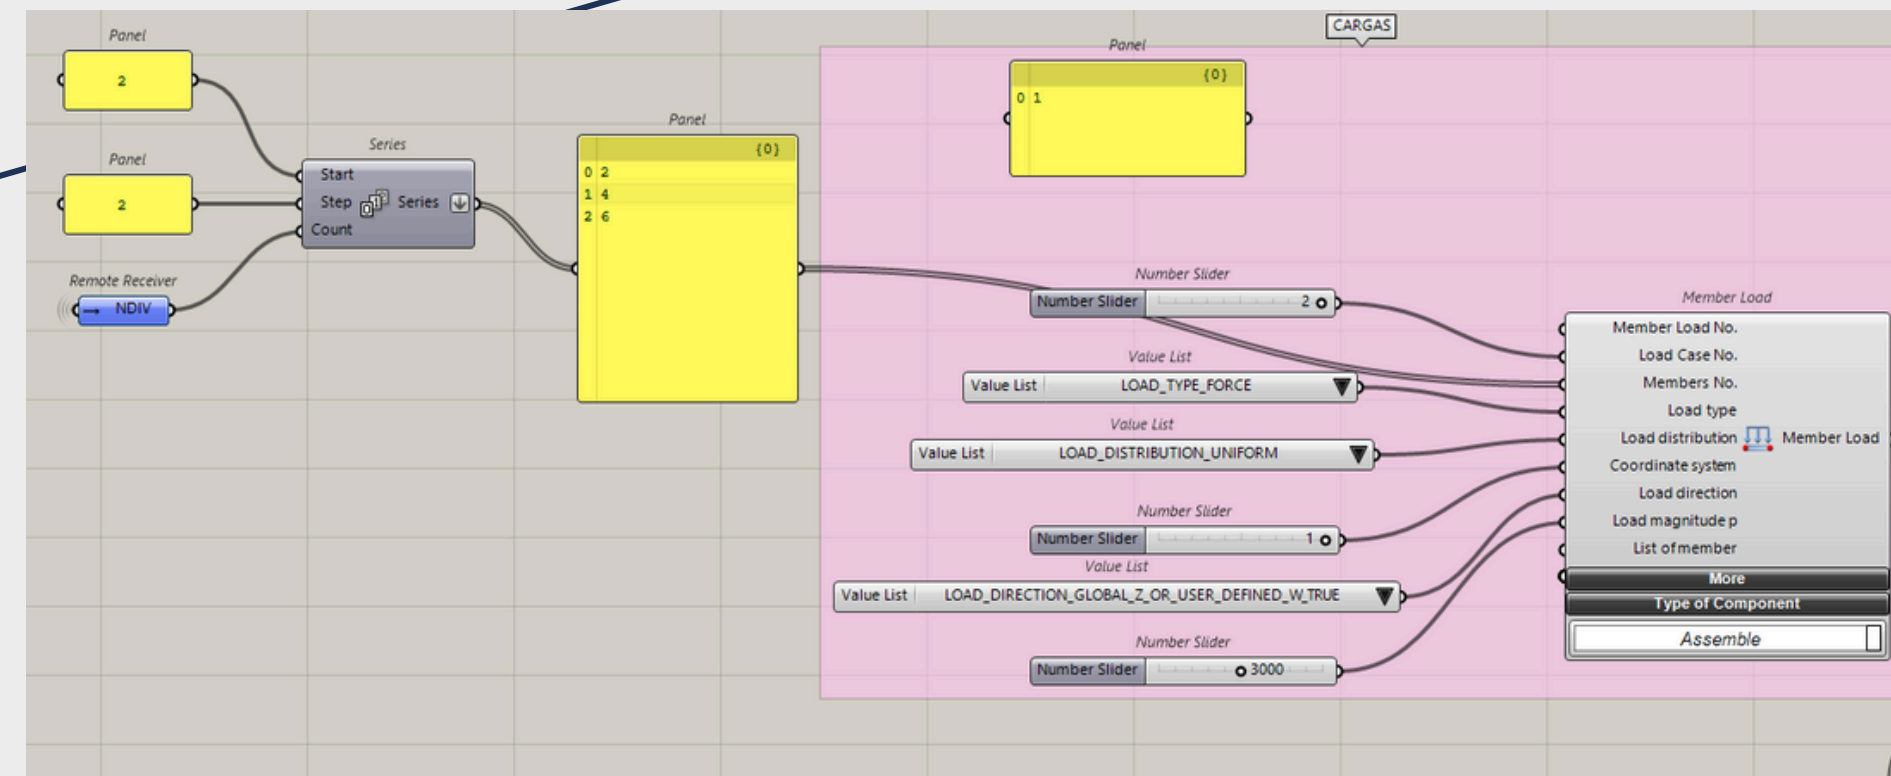 Panel
2
Panel
2
Remote Receiver
NDIV
Series
Start
Step
Series
Count
Panel
{0}
0 2
1 4
2 6
CARGAS
Panel
{0}
0 1
Number Slider
Number Slider 2
Value List
Value List LOAD_TYPE_FORCE
Value List
Value List LOAD_DISTRIBUTION_UNIFORM
Number Slider
Number Slider 1
Value List
Value List LOAD_DIRECTION_GLOBAL_Z_OR_USER_DEFINED_W_TRUE
Number Slider
Number Slider 3000
Member Load
Member Load No.
Load Case No.
Members No.
Load type
Load distribution
Member Load
Coordinate system
Load direction
Load magnitude p
List of member
More
Type of Component
Assemble